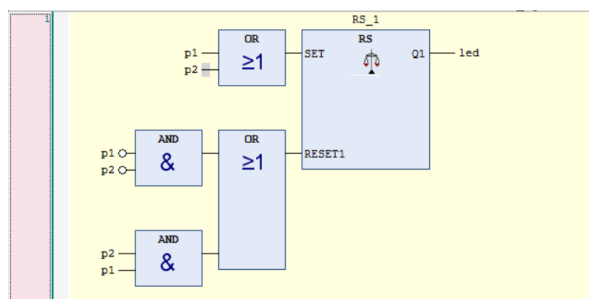 1
RS_1
OR
RS
p1
≥1
SET
Q1
led
p2
AND
OR
p1
&
≥1
RESET1
p2
AND
p2
&
p1